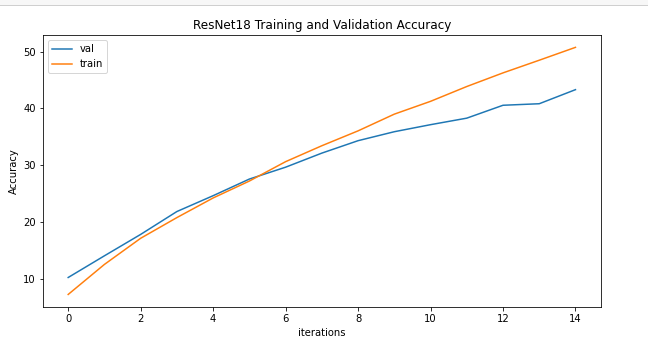 ResNet18 Training and Validation Accuracy
val
train
50
40
30
20
10
Accuracy
0 2 4 6 8 10 12 14
iterations